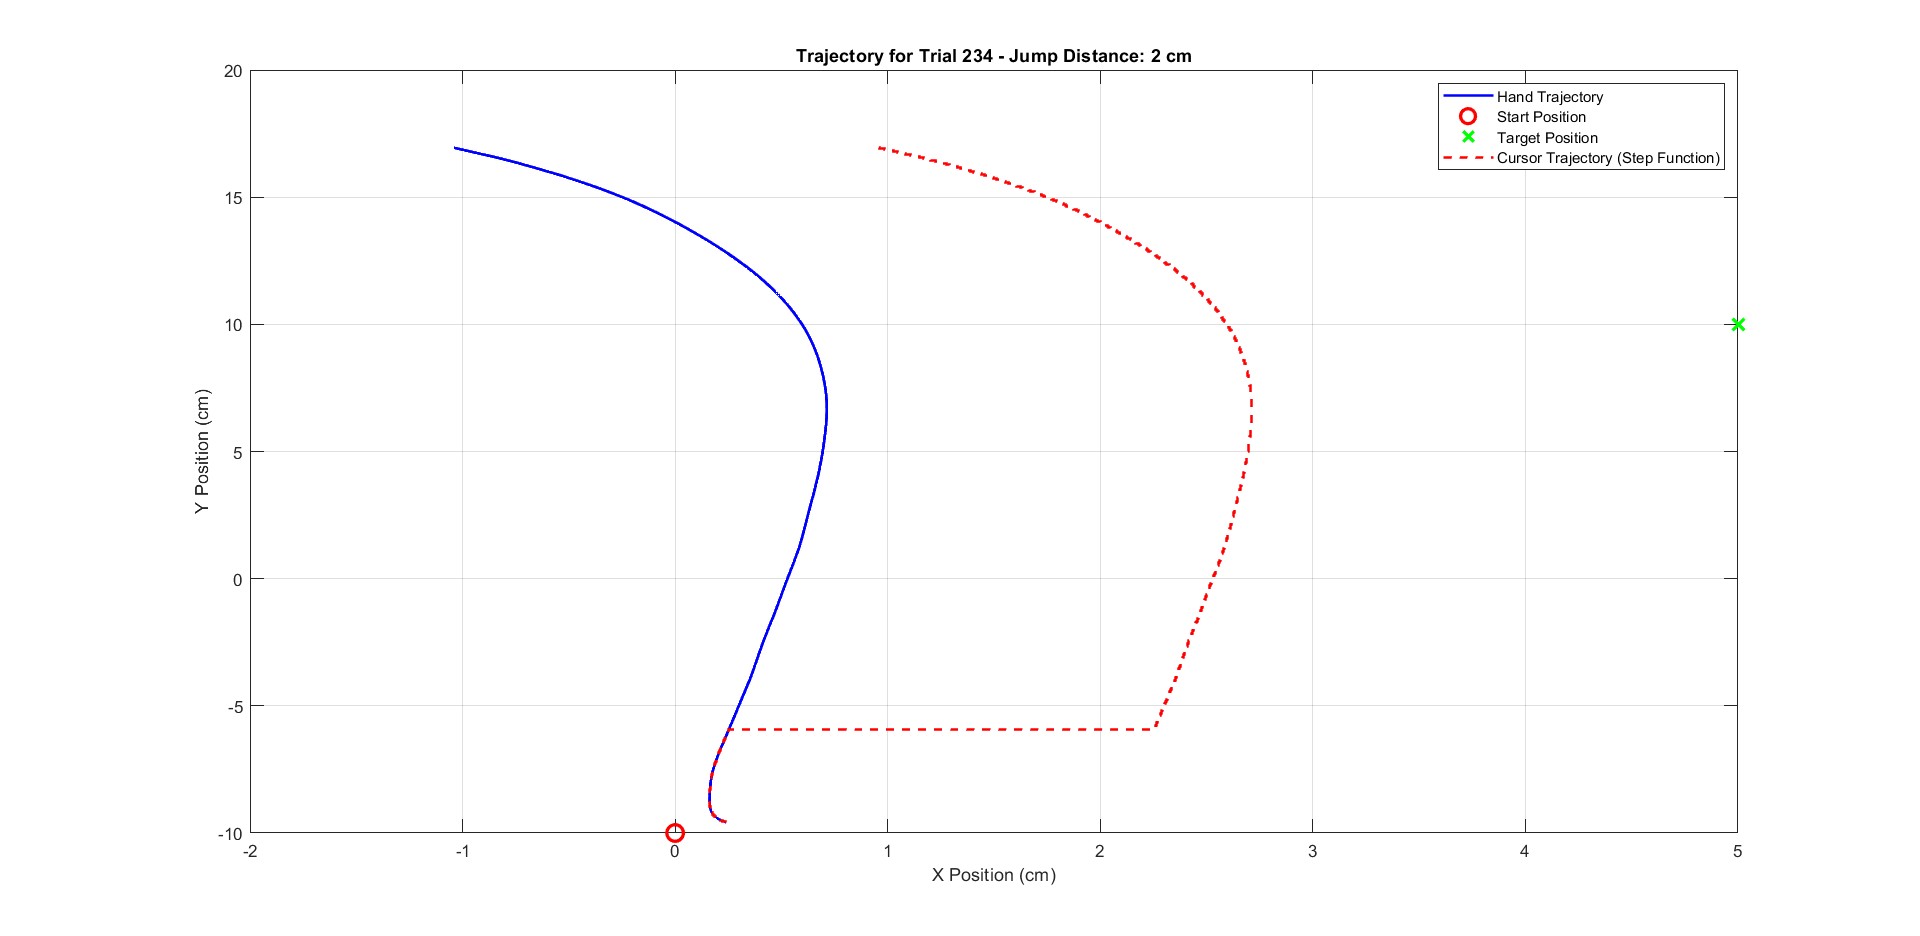 Trajectory for Trial 234 - Jump Distance: 2 cm
Hand Trajectory
Start Position
Target Position
Cursor Trajectory (Step Function)
Y Position (cm)
20
15
10
5
0
-5
-10
-2 -1 0 1 2 3 4 5
X Position (cm)